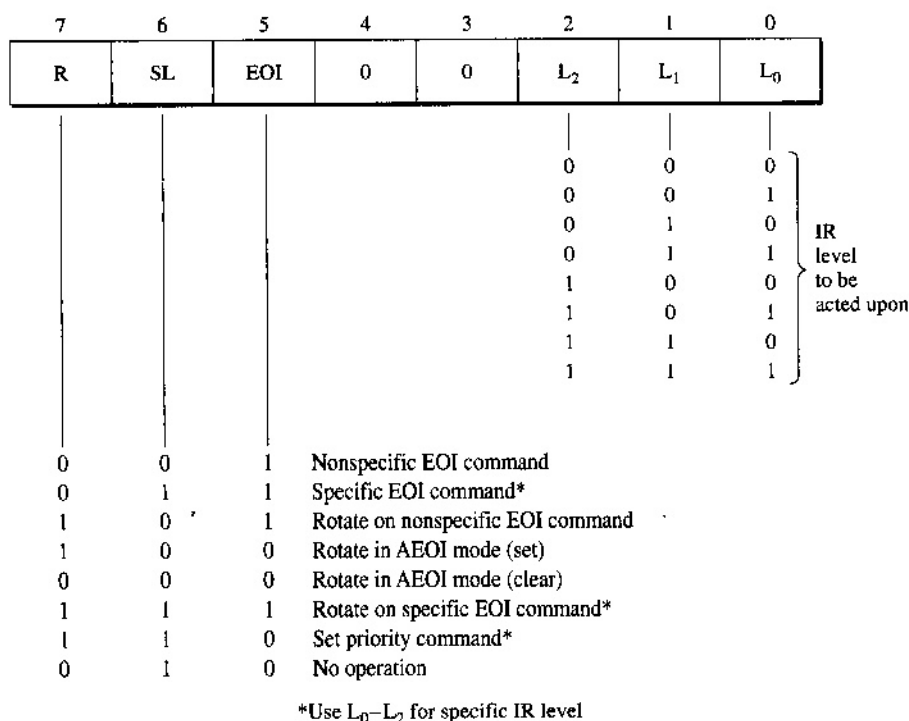 7 6 5 4 3 2 1 0
R SL EOI 0 0 L₂ L₁ L₀
0 0 0
0 0 1
0 1 0
0 1 1
1 0 0
1 0 1
1 1 0
1 1 1
IR
level
to be
acted upon
0 0 1 Nonspecific EOI command
0 1 1 Specific EOI command*
1 0 1 Rotate on nonspecific EOI command
1 0 0 Rotate in AEOI mode (set)
0 0 0 Rotate in AEOI mode (clear)
1 1 1 Rotate on specific EOI command*
1 1 0 Set priority command*
0 1 0 No operation
*Use L₀–L₂ for specific IR level